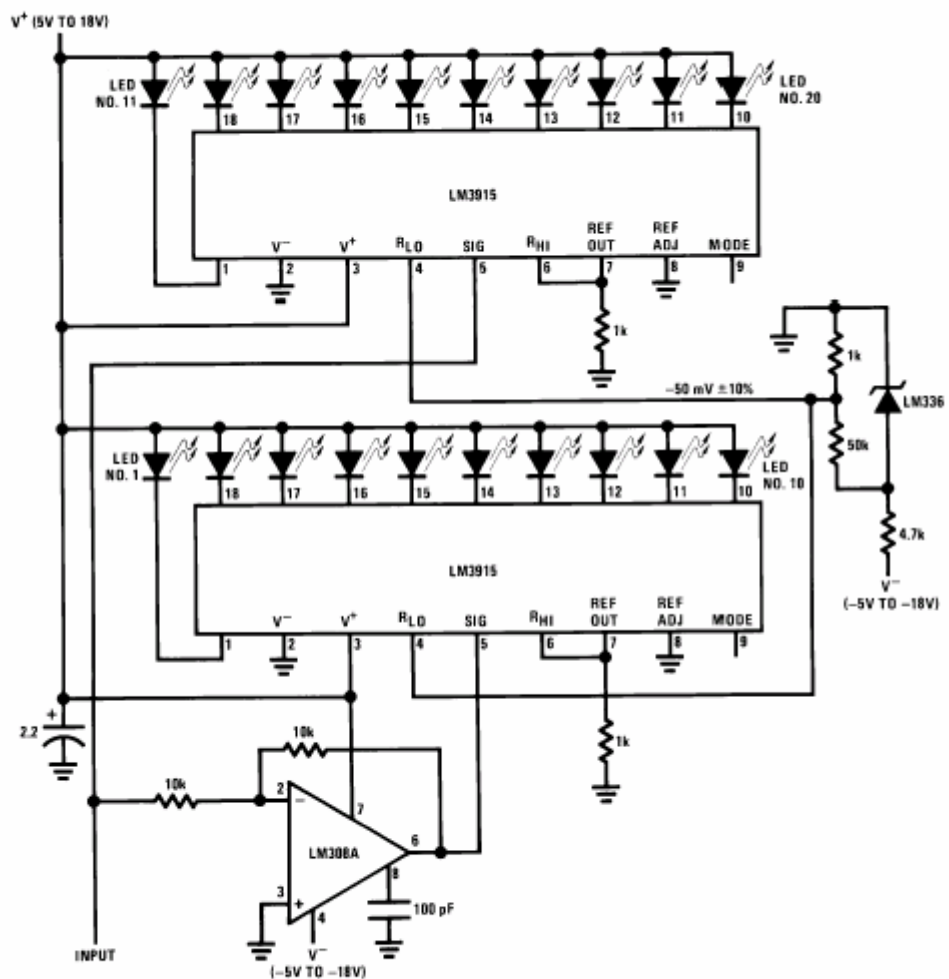 V+ (5V TO 18V)
LED
NO. 11
LED
NO. 20
18 17 16 15 14 13 12 11 10
LM3915
V− V+ RLO SIG RHI REF
OUT REF
ADJ MODE
1 2 3 4 5 6 7 8 9
1k
1k
−50 mV ±10%
LM336
50k
LED
NO. 1
LED
NO. 10
18 17 16 15 14 13 12 11 10
4.7k
V−
(−5V TO −18V)
LM3915
V− V+ RLO SIG RHI REF
OUT REF
ADJ MODE
1 2 3 4 5 6 7 8 9
+
2.2
10k
1k
10k
2
−
7
6
LM308A
8
3
+
4
100 pF
INPUT
V−
(−5V TO −18V)